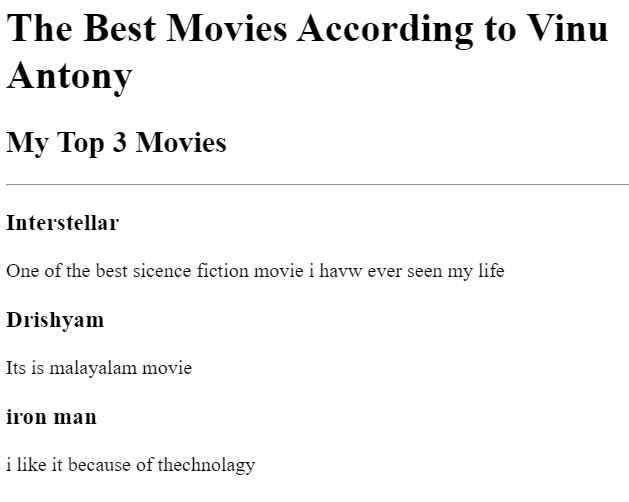 The Best Movies According to Vinu
Antony
My Top 3 Movies
Interstellar
One of the best sicence fiction movie i havw ever seen my life
Drishyam
Its is malayalam movie
iron man
i like it because of thechnolagy